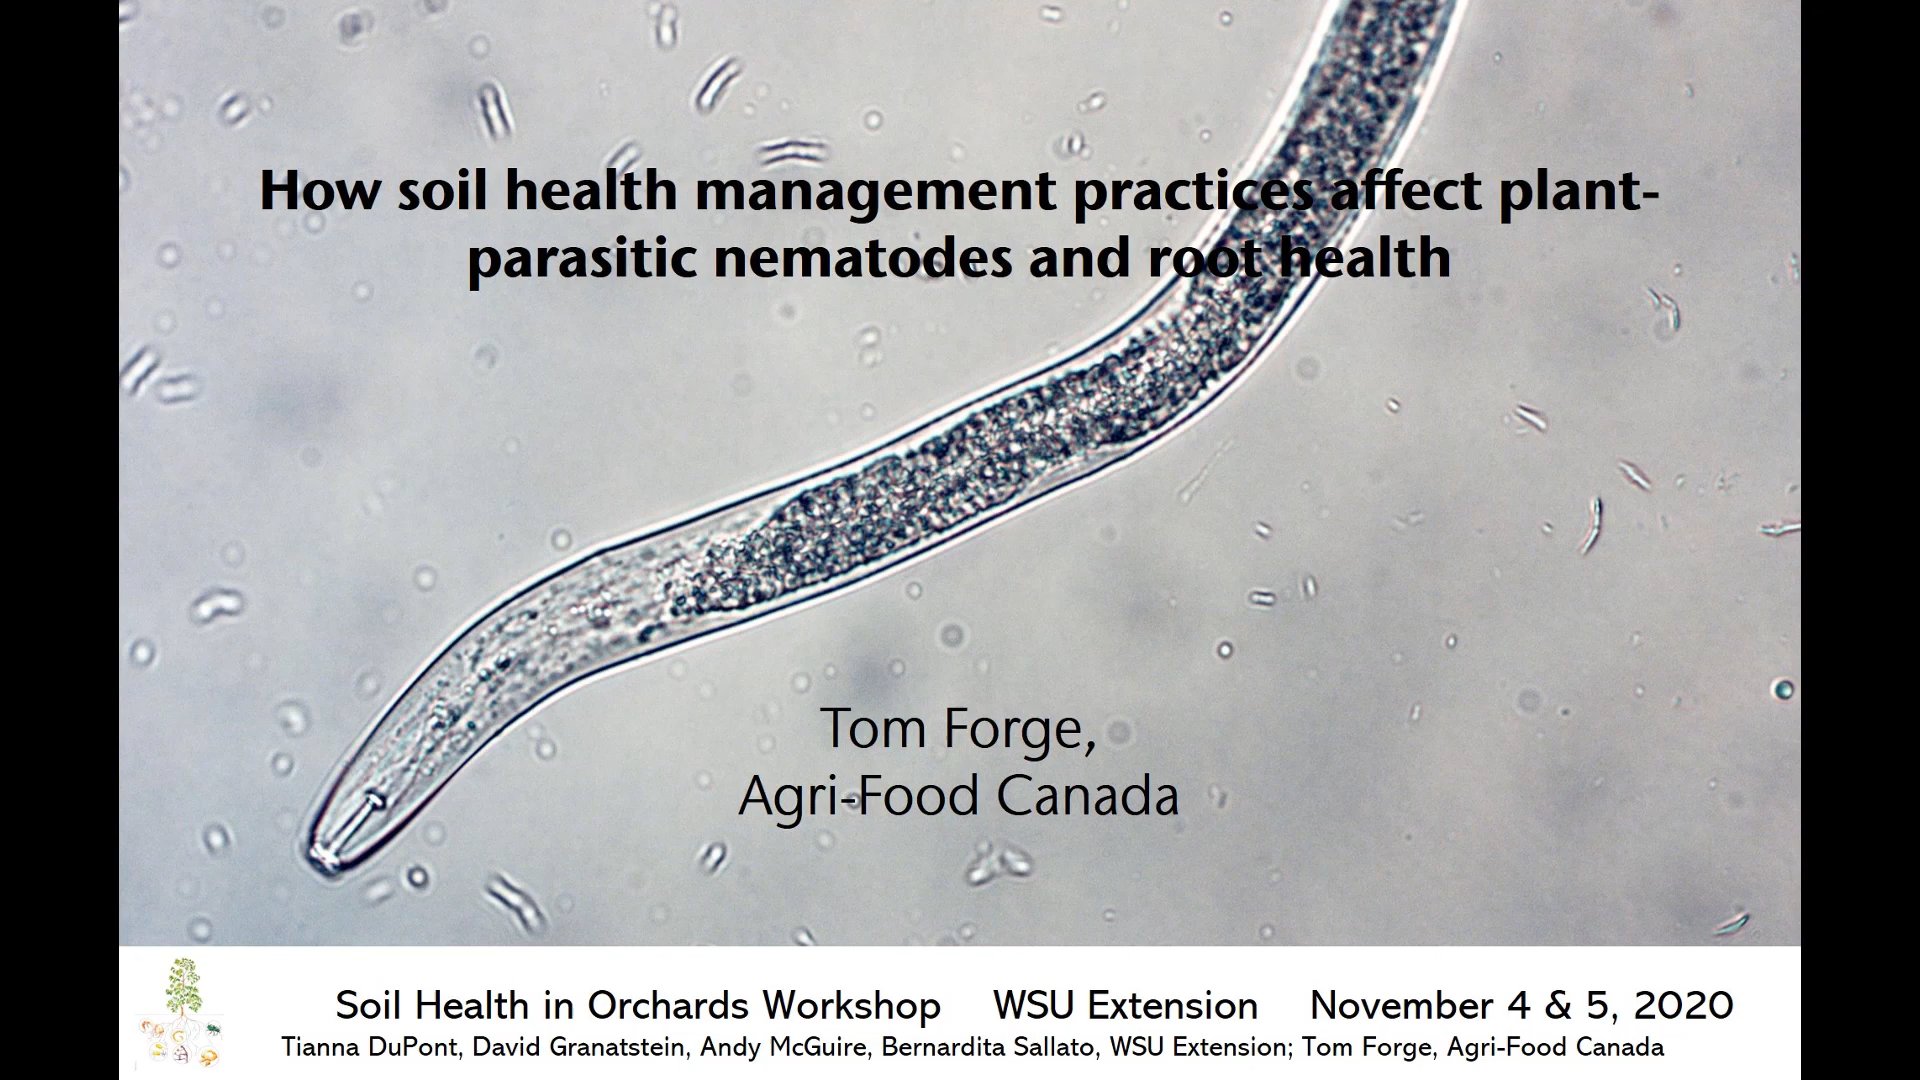 How soil health management practices affect plant-
parasitic nematodes and root health
Tom Forge,
Agri-Food Canada
Soil Health in Orchards Workshop WSU Extension November 4 & 5, 2020
Tianna DuPont, David Granatstein, Andy McGuire, Bernardita Sallato, WSU Extension; Tom Forge, Agri-Food Canada